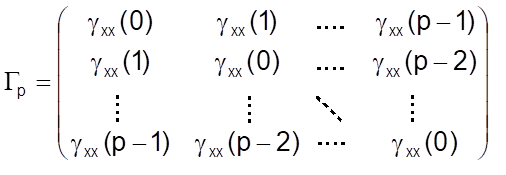 γxx(0) γxx(1) .... γxx(p−1)
Γp = γxx(1) γxx(0) .... γxx(p−2)
⋮ ⋮ ⋱ ⋮
γxx(p−1) γxx(p−2) .... γxx(0)